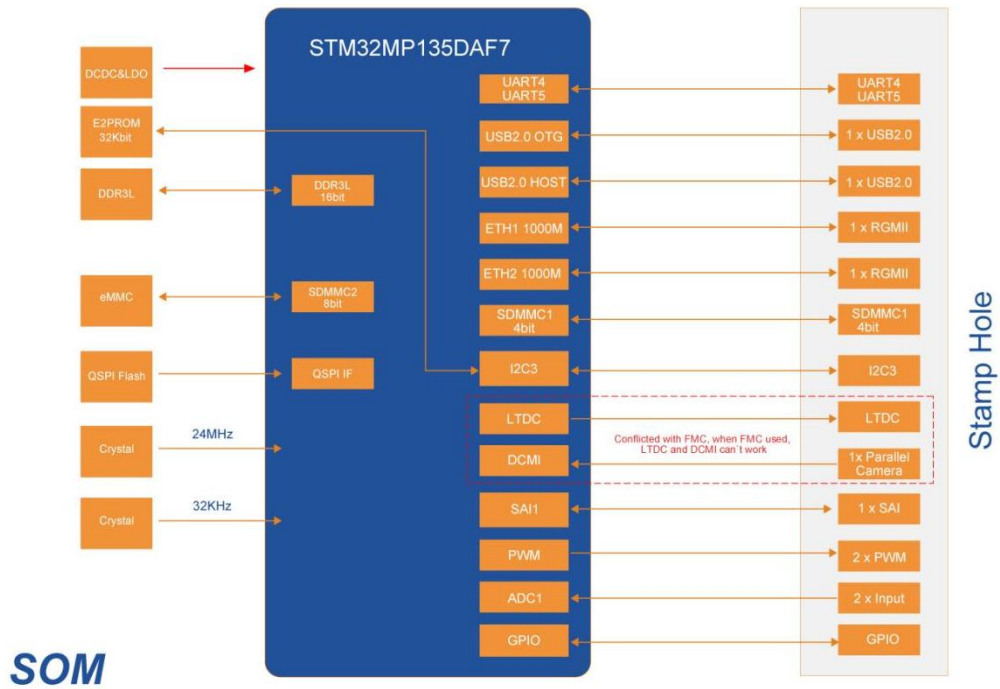 STM32MP135DAF7
DCDC&LDO
E2PROM
32Kbit
DDR3L
eMMC
QSPI Flash
Crystal
Crystal
24MHz
32KHz
DDR3L
16bit
SDMMC2
8bit
QSPI IF
UART4
UART5
USB2.0 OTG
USB2.0 HOST
ETH1 1000M
ETH2 1000M
SDMMC1
4bit
I2C3
LTDC
DCMI
SAI1
PWM
ADC1
GPIO
Conflicted with FMC, when FMC used,
LTDC and DCMI can`t work
UART4
UART5
1 x USB2.0
1 x USB2.0
1 x RGMII
1 x RGMII
SDMMC1
4bit
I2C3
LTDC
1x Parallel
Camera
1 x SAI
2 x PWM
2 x Input
GPIO
Stamp Hole
SOM